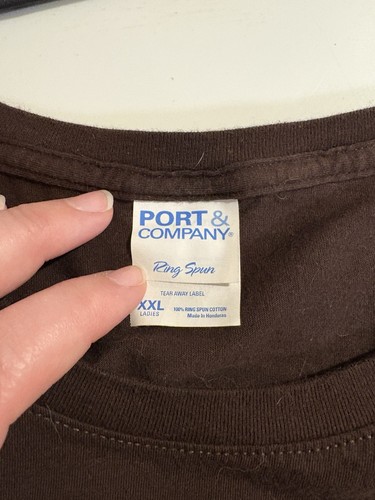 PORT &
COMPANY®
Ring Spun
TEAR AWAY LABEL
XXL
LADIES
100% RING SPUN COTTON
Made in Honduras